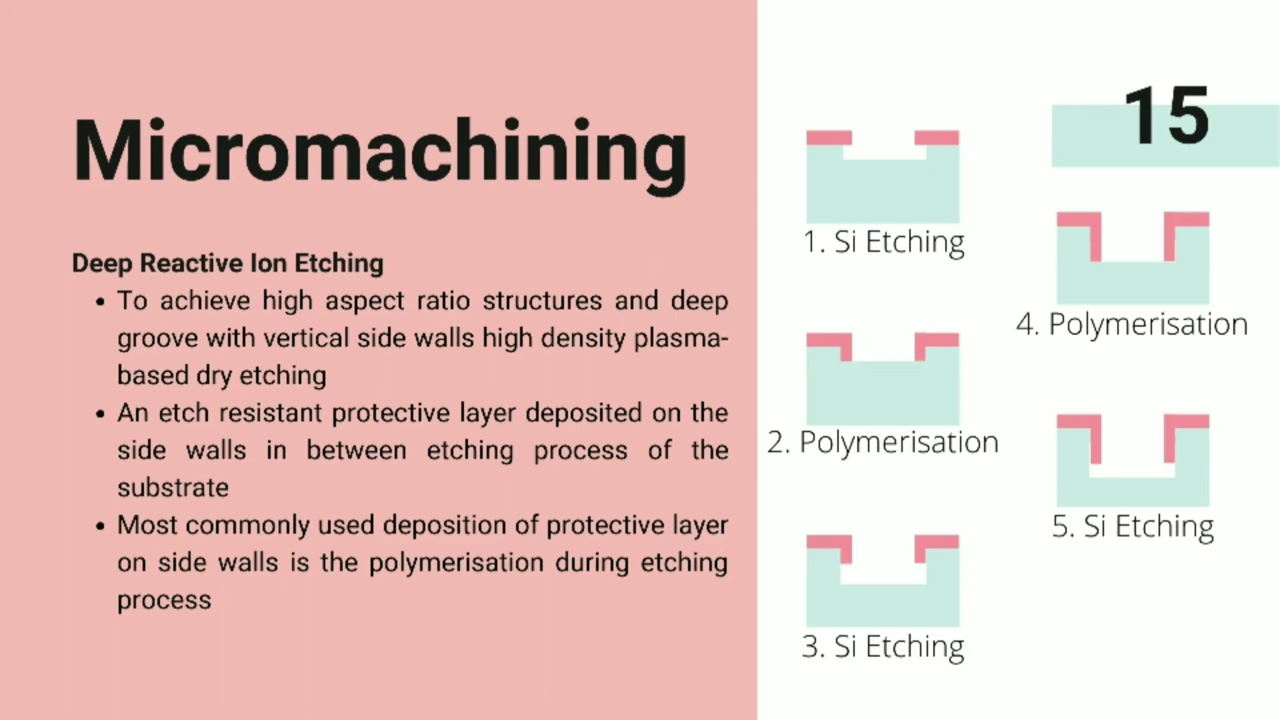 Micromachining
Deep Reactive Ion Etching
• To achieve high aspect ratio structures and deep
groove with vertical side walls high density plasma-
based dry etching
• An etch resistant protective layer deposited on the
side walls in between etching process of the
substrate
• Most commonly used deposition of protective layer
on side walls is the polymerisation during etching
process
15
1. Si Etching
2. Polymerisation
3. Si Etching
4. Polymerisation
5. Si Etching